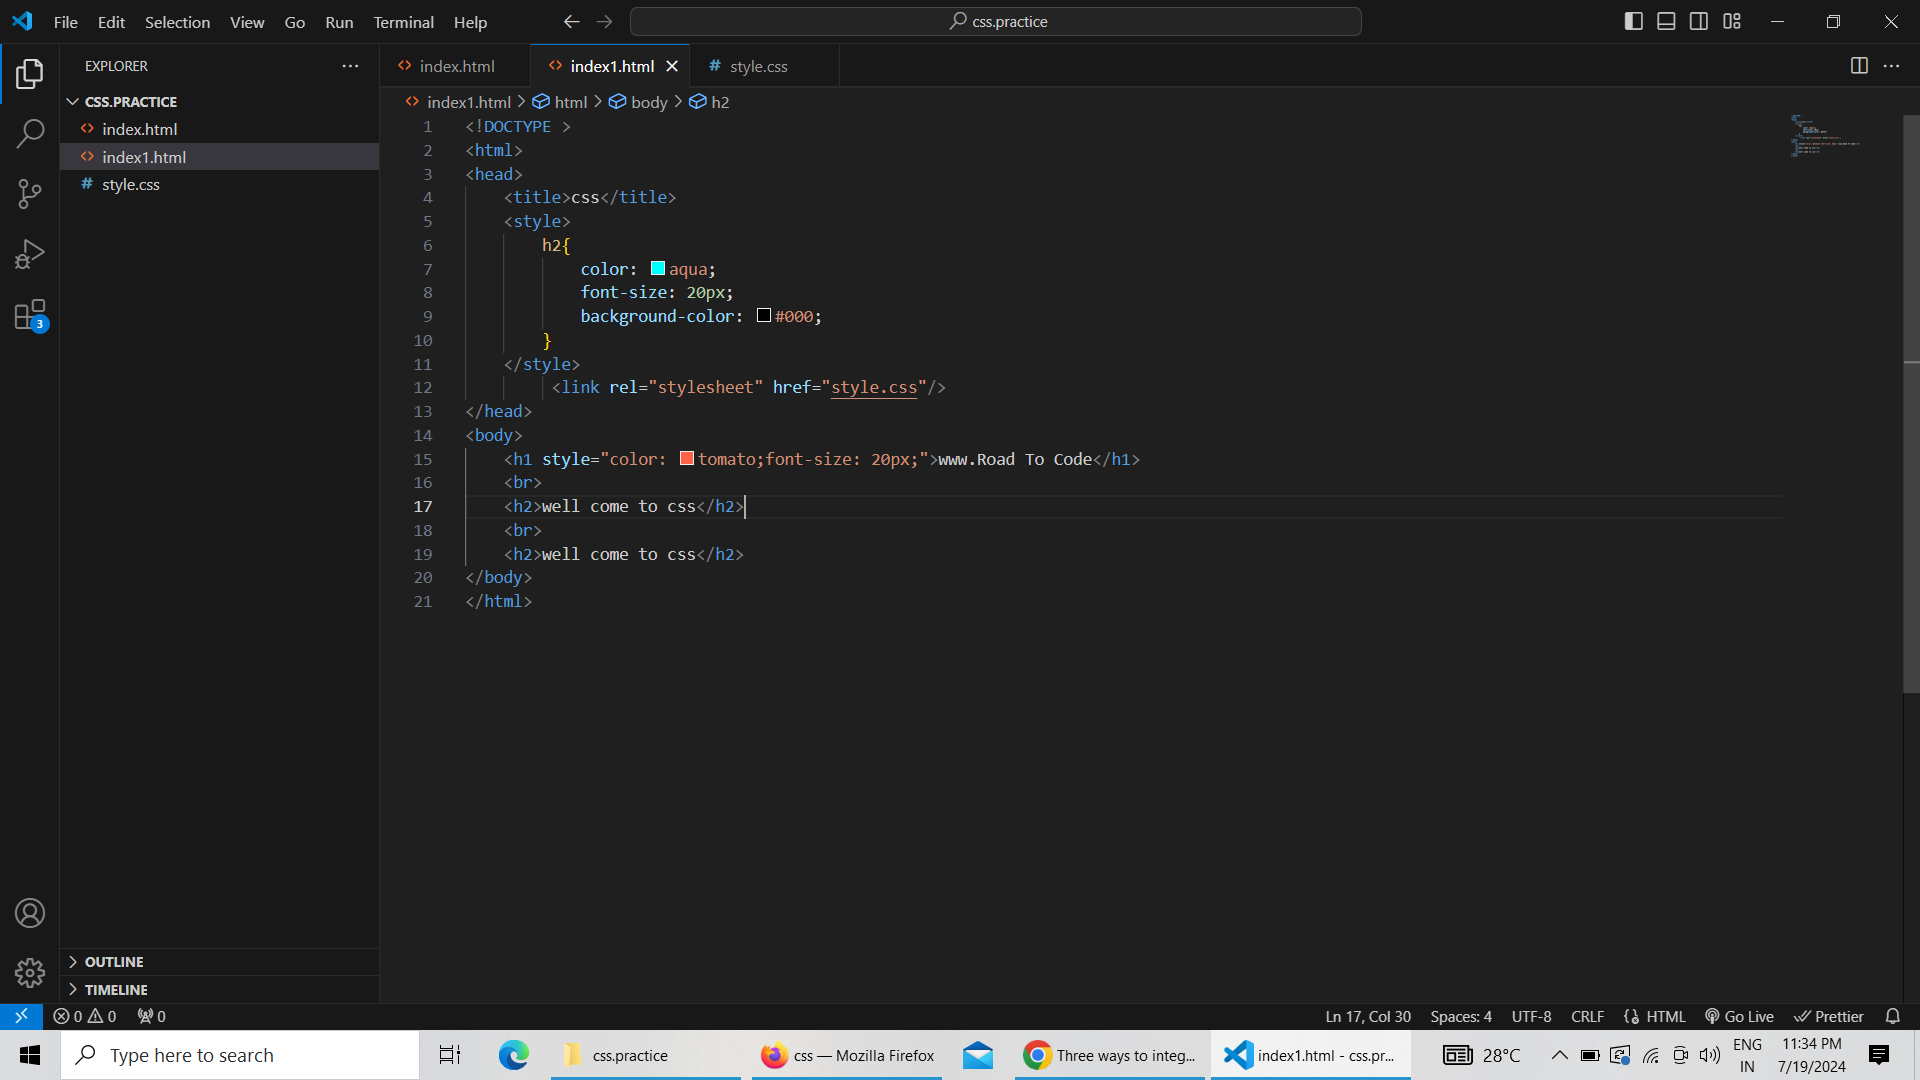 File Edit Selection View Go Run Terminal Help
css.practice
EXPLORER
CSS.PRACTICE
index.html
index1.html
style.css
index.html index1.html style.css
index1.html > html > body > h2
1 <!DOCTYPE >
2 <html>
3 <head>
4 <title>css</title>
5 <style>
6 h2{
7 color: aqua;
8 font-size: 20px;
9 background-color: #000;
10 }
11 </style>
12 <link rel="stylesheet" href="style.css"/>
13 </head>
14 <body>
15 <h1 style="color: tomato;font-size: 20px;">www.Road To Code</h1>
16 <br>
17 <h2>well come to css</h2>
18 <br>
19 <h2>well come to css</h2>
20 </body>
21 </html>
3
OUTLINE
TIMELINE
0 0 0
Ln 17, Col 30 Spaces: 4 UTF-8 CRLF HTML Go Live Prettier
Type here to search
css.practice
css — Mozilla Firefox
Three ways to integ...
index1.html - css.pr...
28°C
ENG
IN
11:34 PM
7/19/2024